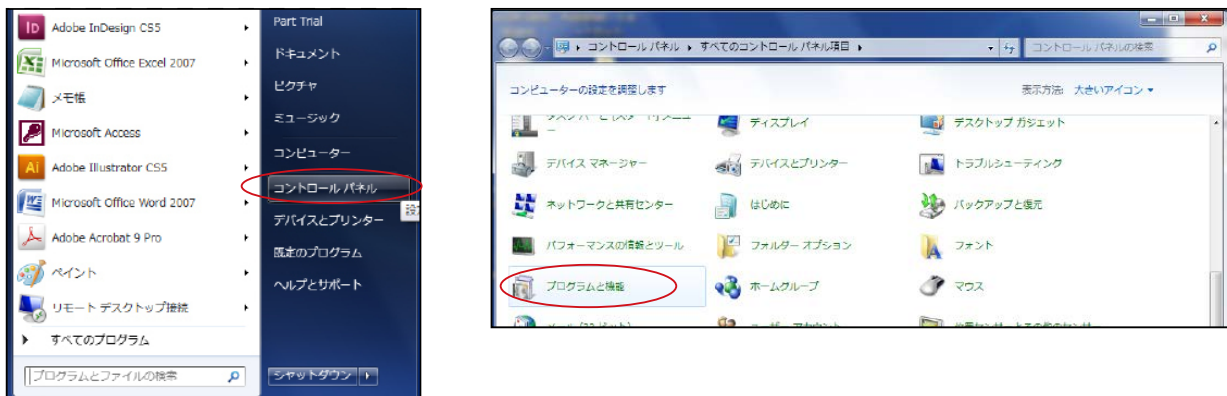 Adobe InDesign CS5
Microsoft Office Excel 2007
メモ帳
Microsoft Access
Adobe Illustrator CS5
Microsoft Office Word 2007
Adobe Acrobat 9 Pro
ペイント
リモート デスクトップ接続
すべてのプログラム
プログラムとファイルの検索
Part Trial
ドキュメント
ピクチャ
ミュージック
コンピューター
コントロール パネル
デバイスとプリンター
既定のプログラム
ヘルプとサポート
シャットダウン
コントロール パネル ▸ すべてのコントロール パネル項目 ▸
コントロール パネルの検索
コンピューターの設定を調整します
表示方法: 大きいアイコン
ディスプレイ
デスクトップ ガジェット
デバイス マネージャー
デバイスとプリンター
トラブルシューティング
ネットワークと共有センター
はじめに
バックアップと復元
パフォーマンスの情報とツール
フォルダー オプション
フォント
プログラムと機能
ホームグループ
マウス